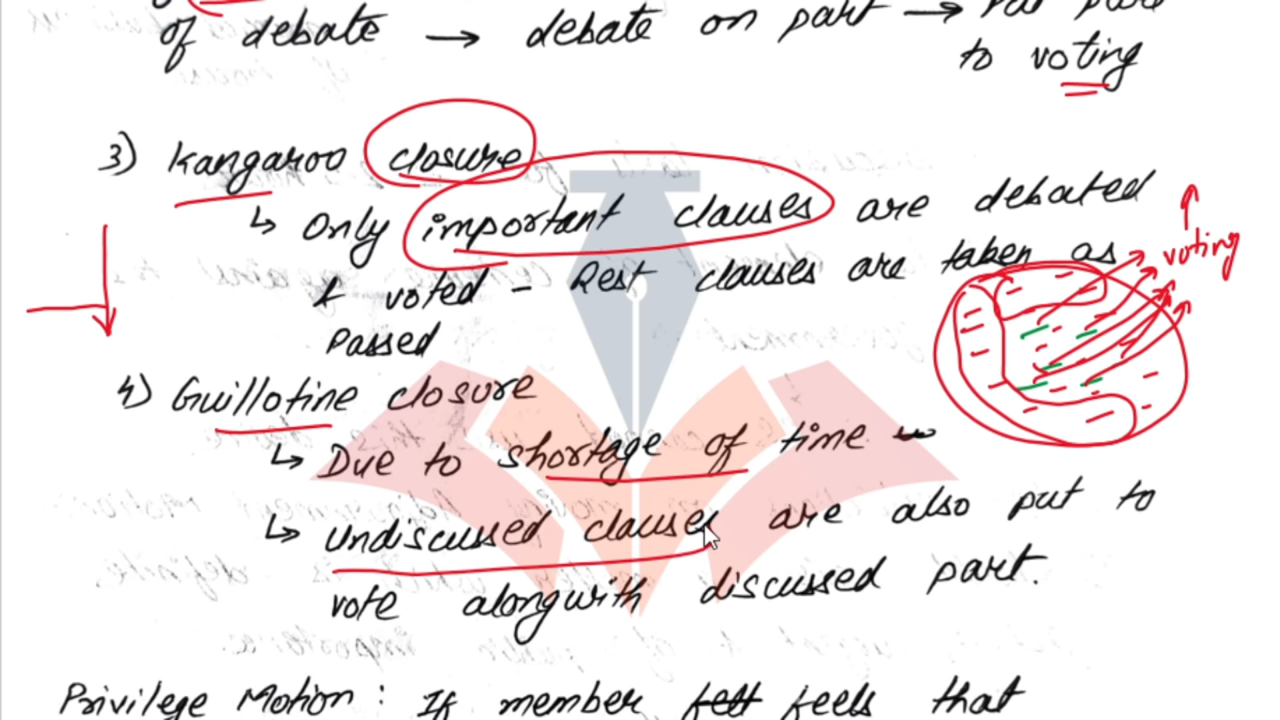 of debate → debate on part → Put part
to voting
3) Kangaroo closure
↳ Only important clauses are debated
& voted - Rest clauses are taken as
passed
voting
4) Guillotine closure
↳ Due to shortage of time
↳ Undiscussed clauses are also put to
vote alongwith discussed part.
Privilege Motion : If member feels that